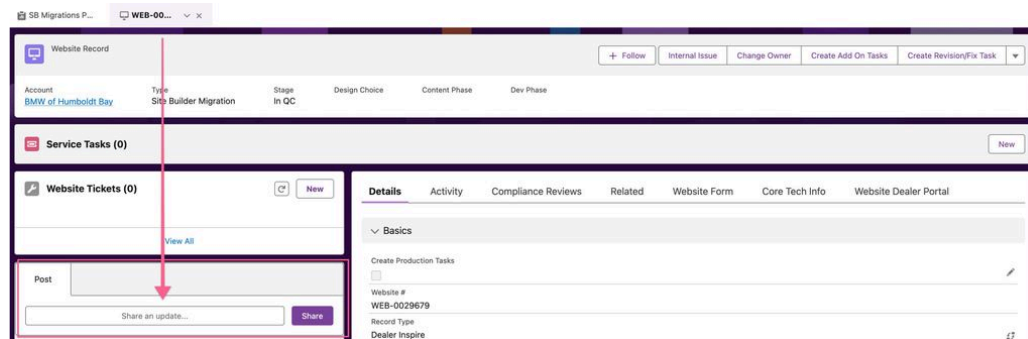 SB Migrations P...
WEB-00...
Website Record
+ Follow
Internal Issue
Change Owner
Create Add On Tasks
Create Revision/Fix Task
Account
Type
Stage
Design Choice
Content Phase
Dev Phase
BMW of Humboldt Bay
Site Builder Migration
In QC
Service Tasks (0)
New
Website Tickets (0)
New
View All
Post
Share an update...
Share
Details
Activity
Compliance Reviews
Related
Website Form
Core Tech Info
Website Dealer Portal
Basics
Create Production Tasks
Website #
WEB-0029679
Record Type
Dealer Inspire